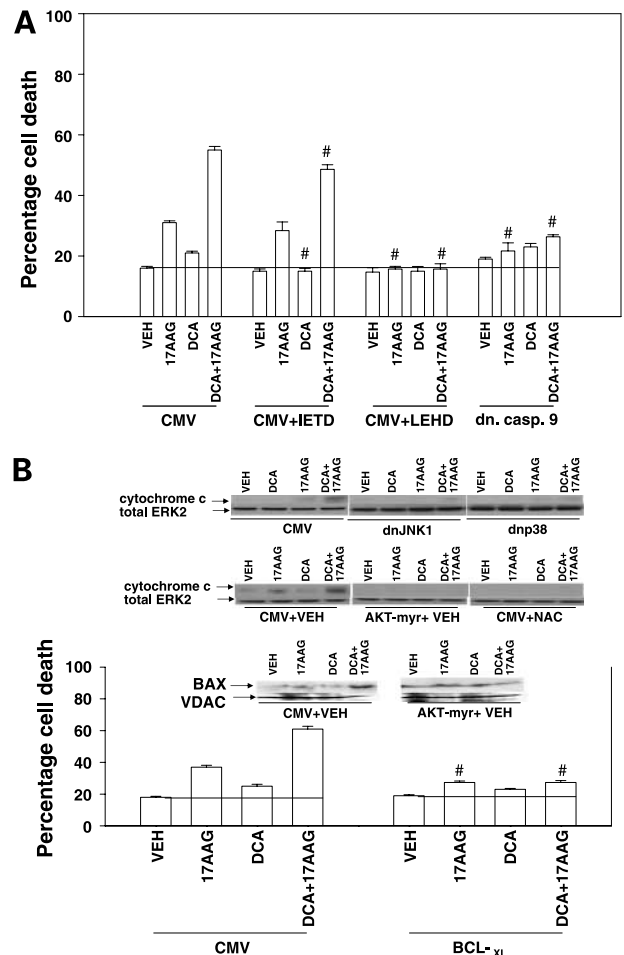 A
Percentage cell death
100
80
60
40
20
0
#
#
#
#
#
#
VEH
17AAG
DCA
DCA+17AAG
VEH
17AAG
DCA
DCA+17AAG
VEH
17AAG
DCA
DCA+17AAG
VEH
17AAG
DCA
DCA+17AAG
CMV
CMV+IETD
CMV+LEHD
dn. casp. 9
B
VEH
DCA
17AAG
DCA+
17AAG
VEH
DCA
17AAG
DCA+
17AAG
VEH
DCA
17AAG
DCA+
17AAG
cytochrome c
total ERK2
CMV
dnJNK1
dnp38
VEH
17AAG
DCA
DCA+
17AAG
VEH
17AAG
DCA
DCA+
17AAG
VEH
17AAG
DCA
DCA+
17AAG
cytochrome c
total ERK2
CMV+VEH
AKT-myr+ VEH
CMV+NAC
VEH
17AAG
DCA
DCA+
17AAG
VEH
17AAG
DCA
DCA+
17AAG
BAX
VDAC
CMV+VEH
AKT-myr+ VEH
Percentage cell death
100
80
60
40
20
0
#
#
VEH
17AAG
DCA
DCA+17AAG
VEH
17AAG
DCA
DCA+17AAG
CMV
BCL-XL